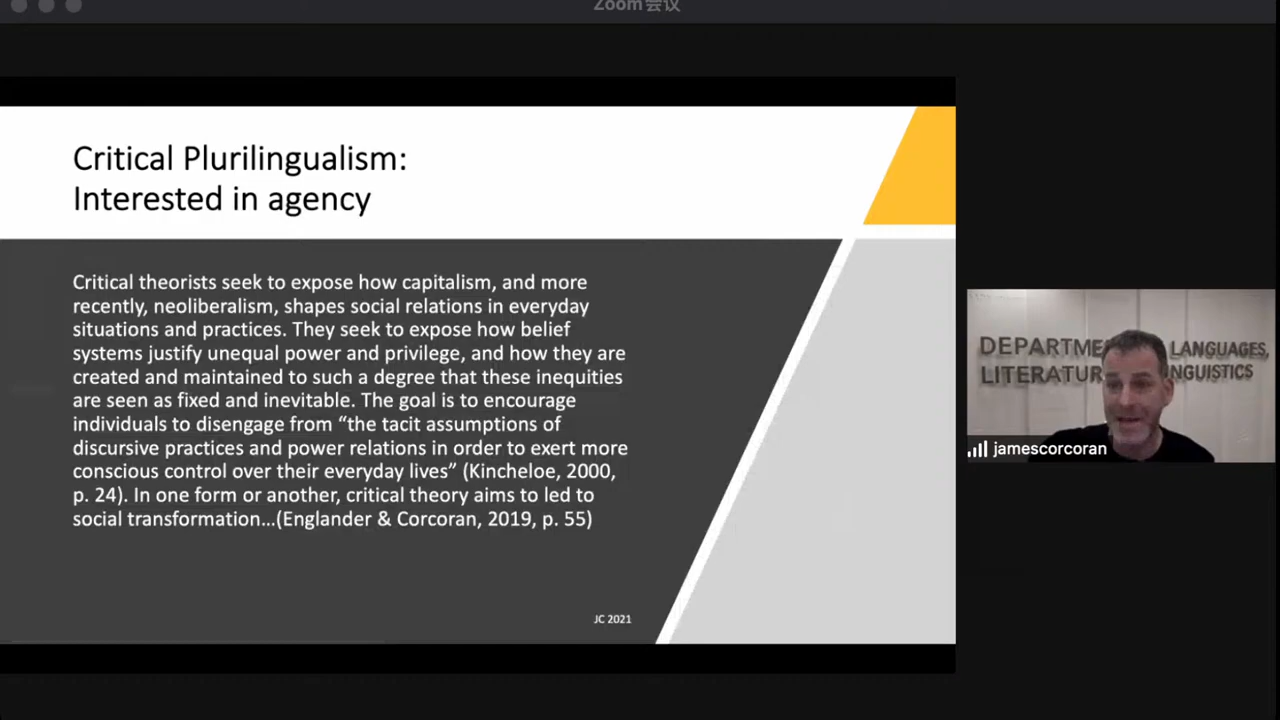 Zoom会议
Critical Plurilingualism:
Interested in agency
Critical theorists seek to expose how capitalism, and more
recently, neoliberalism, shapes social relations in everyday
situations and practices. They seek to expose how belief
systems justify unequal power and privilege, and how they are
created and maintained to such a degree that these inequities
are seen as fixed and inevitable. The goal is to encourage
individuals to disengage from “the tacit assumptions of
discursive practices and power relations in order to exert more
conscious control over their everyday lives” (Kincheloe, 2000,
p. 24). In one form or another, critical theory aims to led to
social transformation…(Englander & Corcoran, 2019, p. 55)
JC 2021
DEPARTME LANGUAGES,
LITERATUR NGUISTICS
jamescorcoran